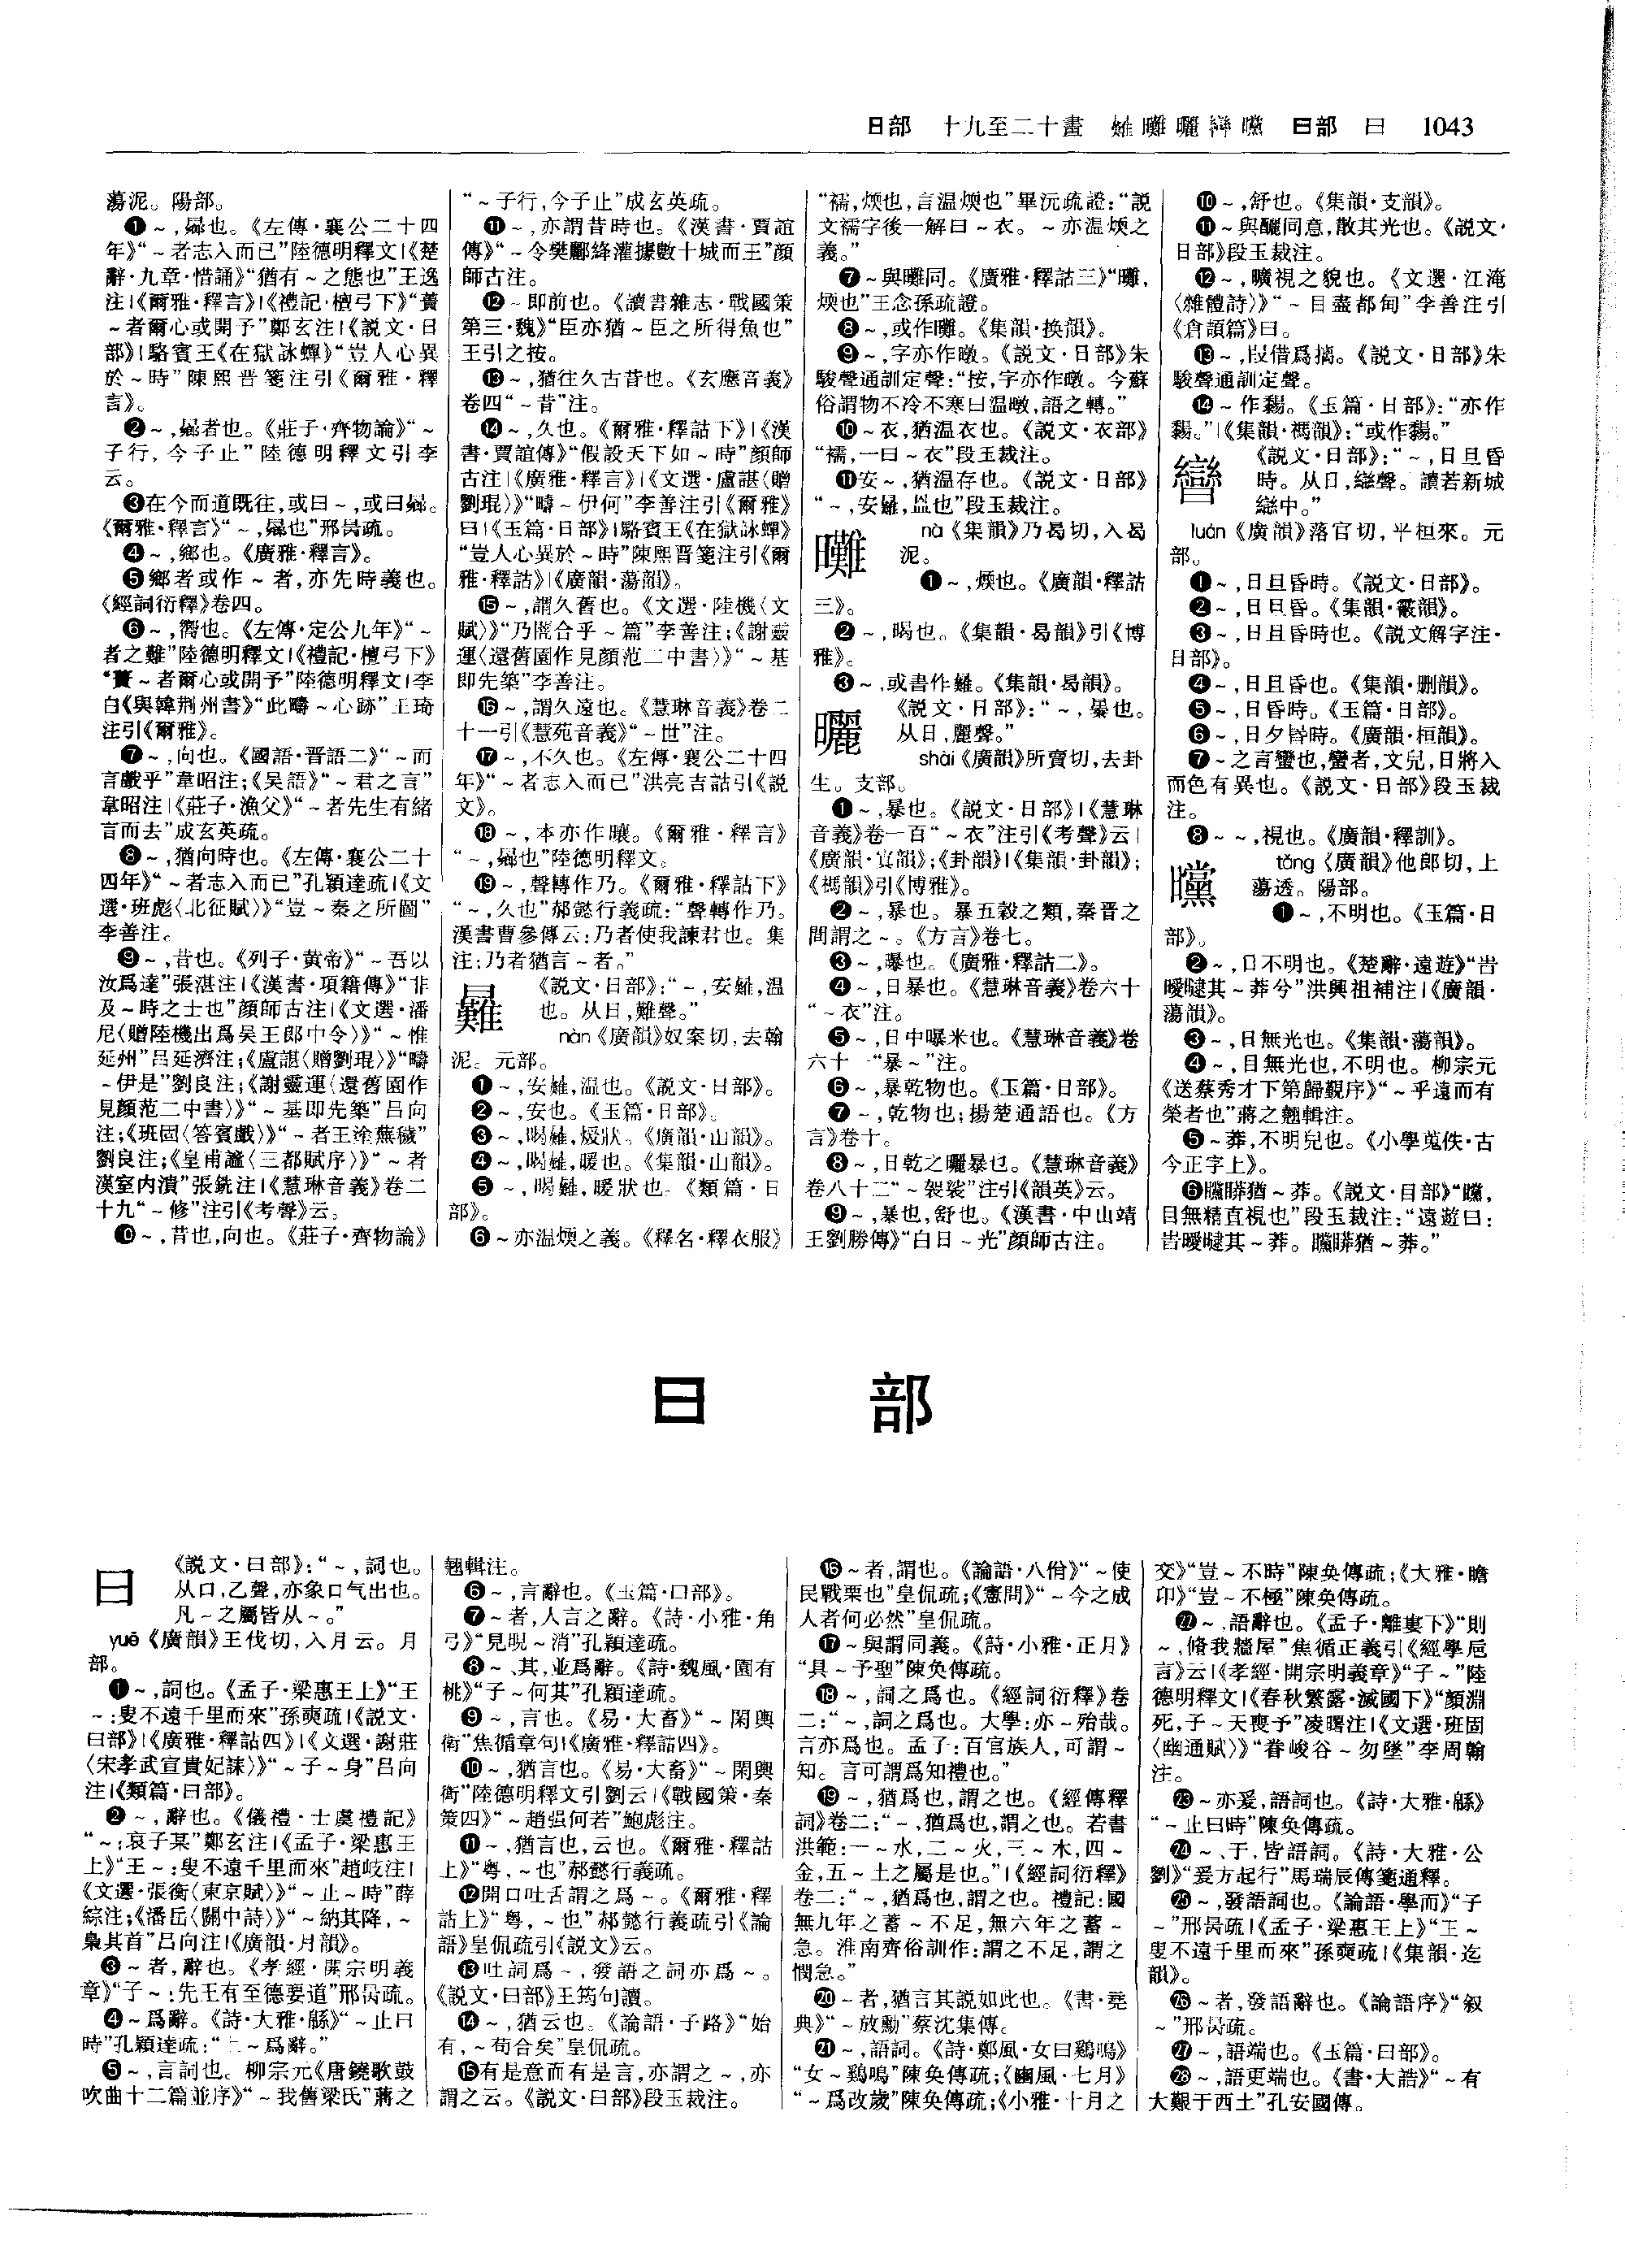 日部 十九至二十畫 㬮曬 曰部 曰 1043
蕩泥。陽部。
❶～,曏也。《左傳·襄公二十四
年》“～者志入而已”陸德明釋文|《楚
辭·九章·惜誦》“猶有～之態也”王逸
注|《爾雅·釋言》|《禮記·檀弓下》“蕢
～者爾心或開予”鄭玄注|《説文·日
部》|駱賓王《在獄詠蟬》“豈人心異
於～時”陳熙晉箋注引《爾雅·釋
言》。
❷～,曏者也。《莊子·齊物論》“～
子行,今子止”陸德明釋文引李
云。
❸在今而道既往,或曰～,或曰曏。
《爾雅·釋言》“～,曏也”邢昺疏。
❹～,鄉也。《廣雅·釋言》。
❺鄉者或作～者,亦先時義也。
《經詞衍釋》卷四。
❻～,嚮也。《左傳·定公九年》“～
者之難”陸德明釋文|《禮記·檀弓下》
“蕢～者爾心或開予”陸德明釋文|李
白《與韓荆州書》“此疇～心跡”王琦
注引《爾雅》。
❼～,向也。《國語·晋語二》“～而
言戲乎”韋昭注;《吴語》“～君之言”
韋昭注|《莊子·漁父》“～者先生有緒
言而去”成玄英疏。
❽～,猶向時也。《左傳·襄公二十
四年》“～者志入而已”孔穎達疏|《文
選·班彪〈北征賦〉》“豈～秦之所圖”
李善注。
❾～,昔也。《列子·黄帝》“～吾以
汝爲達”張湛注|《漢書·項籍傳》“非
及～時之士也”顔師古注|《文選·潘
尼〈贈陸機出爲吴王郎中令〉》“～惟
延州”吕延濟注;《盧諶〈贈劉琨〉》“疇
～伊是”劉良注;《謝靈運〈還舊園作
見顔范二中書〉》“～基即先築”吕向
注;《班固〈答賓戲〉》“～者王塗蕪穢”
劉良注;《皇甫謐〈三都賦序〉》“～者
漢室内潰”張銑注|《慧琳音義》卷二
十九“～修”注引《考聲》云。
❿～,昔也,向也。《莊子·齊物論》
“～子行,今子止”成玄英疏。
⓫～,亦謂昔時也。《漢書·賈誼
傳》“～令樊酈絳灌據數十城而王”顔
師古注。
⓬～即前也。《讀書雜志·戰國策
第三·魏》“臣亦猶～臣之所得魚也”
王引之按。
⓭～,猶往久古昔也。《玄應音義》
卷四“～昔”注。
⓮～,久也。《爾雅·釋詁下》|《漢
書·賈誼傳》“假設天下如～時”顔師
古注|《廣雅·釋言》|《文選·盧諶〈贈
劉琨〉》“疇～伊何”李善注引《爾雅》
曰|《玉篇·日部》|駱賓王《在獄詠蟬》
“豈人心異於～時”陳熙晋箋注引《爾
雅·釋詁》|《廣韻·蕩韻》。
⓯～,謂久舊也。《文選·陸機〈文
賦〉》“乃闇合乎～篇”李善注;《謝靈
運〈還舊園作見顔范二中書〉》“～基
即先築”李善注。
⓰～,謂久遠也。《慧琳音義》卷二
十一引《慧苑音義》“～世”注。
⓱～,不久也。《左傳·襄公二十四
年》“～者志入而已”洪亮吉詁引《説
文》。
⓲～,本亦作曩。《爾雅·釋言》
“～,曏也”陸德明釋文。
⓳～,聲轉作乃。《爾雅·釋詁下》
“～,久也”郝懿行義疏:“聲轉作乃。
漢書曹參傳云:乃者使我諫君也。集
注:乃者猶言～者。”
《説文·日部》:“～,安㬮,温
也。从日,難聲。”
nàn《廣韻》奴案切,去翰
泥。元部。
❶～,安㬮,温也。《説文·日部》。
❷～,安也。《玉篇·日部》。
❸～,㬮,煖狀。《廣韻·山韻》。
❹～,㬮,暖也。《集韻·山韻》。
❺～,㬮,暖狀也。《類篇·日
部》。
❻～亦温煗之義。《釋名·釋衣服》
“襦,煗也,言温煗也”畢沅疏證:“説
文襦字後一解曰～衣。～亦温煗之
義。”
❼～與㬮同。《廣雅·釋詁三》“㬮,
煗也”王念孫疏證。
❽～,或作㬮。《集韻·换韻》。
❾～,字亦作暾。《説文·日部》朱
駿聲通訓定聲:“按,字亦作暾。今蘇
俗謂物不冷不寒曰温暾,語之轉。”
❿～衣,猶温衣也。《説文·衣部》
“襦,一曰～衣”段玉裁注。
⓫安～,猶温存也。《説文·日部》
“～,安㬮,温也”段玉裁注。
㬮
nà《集韻》乃曷切,入曷
泥。
❶～,煗也。《廣韻·釋詁
三》。
❷～,暍也。《集韻·曷韻》引《博
雅》。
❸～,或書作㬮。《集韻·曷韻》。
曬
《説文·日部》:“～,㬥也。
从日,麗聲。”
shài《廣韻》所賣切,去卦
生。支部。
❶～,暴也。《説文·日部》|《慧琳
音義》卷一百“～衣”注引《考聲》云|
《廣韻·寘韻》;《卦韻》|《集韻·卦韻》;
《禡韻》引《博雅》。
❷～,暴也。暴五穀之類,秦晋之
間謂之～。《方言》卷七。
❸～,曝也。《廣雅·釋詁二》。
❹～,日暴也。《慧琳音義》卷六十
“～衣”注。
❺～,日中曝米也。《慧琳音義》卷
六十一“暴～”注。
❻～,暴乾物也。《玉篇·日部》。
❼～,乾物也;揚楚通語也。《方
言》卷十。
❽～,日乾之曬暴也。《慧琳音義》
卷八十二“～袈裟”注引《韻英》云。
❾～,暴也,舒也。《漢書·中山靖
王劉勝傳》“白日～光”顔師古注。
❿～,舒也。《集韻·支韻》。
⓫～與釃同意,散其光也。《説文·
日部》段玉裁注。
⓬～,曠視之貌也。《文選·江淹
〈雜體詩〉》“～目盡都甸”李善注引
《倉頡篇》曰。
⓭～,叚借爲摛。《説文·日部》朱
駿聲通訓定聲。
⓮～作。《玉篇·日部》:“亦作
。”|《集韻·禡韻》:“或作。”
《説文·日部》:“～,日旦昏
時。从日,䜌聲。讀若新城
䜌中。”
luán《廣韻》落官切,平桓來。元
部。
❶～,日旦昏時。《説文·日部》。
❷～,日旦昏。《集韻·霰韻》。
❸～,日且昏時也。《説文解字注·
日部》。
❹～,日且昏也。《集韻·删韻》。
❺～,日昏時。《玉篇·日部》。
❻～,日夕昬時。《廣韻·桓韻》。
❼～之言蠻也,蠻者,文皃,日將入
而色有異也。《説文·日部》段玉裁
注。
❽～～,視也。《廣韻·釋訓》。
曭
tǎng《廣韻》他郎切,上
蕩透。陽部。
❶～,不明也。《玉篇·日
部》。
❷～,日不明也。《楚辭·遠遊》“旹
曖曃其～莽兮”洪興祖補注|《廣韻·
蕩韻》。
❸～,日無光也。《集韻·蕩韻》。
❹～,目無光也,不明也。柳宗元
《送蔡秀才下第歸覲序》“～乎遠而有
榮者也”蔣之翹輯注。
❺～莽,不明皃也。《小學蒐佚·古
今正字上》。
❻矘䁳猶～莽。《説文·目部》“矘,
目無精直視也”段玉裁注:“遠遊曰:
旹曖曃其～莽。矘䁳猶～莽。”
曰 部
曰
《説文·曰部》:“～,詞也。
从口,乙聲,亦象口气出也。
凡～之屬皆从～。”
yuē《廣韻》王伐切,入月云。月
部。
❶～,詞也。《孟子·梁惠王上》“王
～:叟不遠千里而來”孫奭疏|《説文·
曰部》|《廣雅·釋詁四》|《文選·謝莊
〈宋孝武宣貴妃誄〉》“～子～身”吕向
注|《類篇·曰部》。
❷～,辭也。《儀禮·士虞禮記》
“～:哀子某”鄭玄注|《孟子·梁惠王
上》“王～:叟不遠千里而來”趙岐注|
《文選·張衡〈東京賦〉》“～止～時”薛
綜注;《潘岳〈關中詩〉》“～納其降,～
梟其首”吕向注|《廣韻·月韻》。
❸～者,辭也。《孝經·開宗明義
章》“子～:先王有至德要道”邢昺疏。
❹～爲辭。《詩·大雅·緜》“～止曰
時”孔穎達疏:“二～爲辭。”
❺～,言詞也。柳宗元《唐鐃歌鼓
吹曲十二篇並序》“～我舊梁氏”蔣之
翹輯注。
❻～,言辭也。《玉篇·曰部》。
❼～者,人言之辭。《詩·小雅·角
弓》“見晛～消”孔穎達疏。
❽～、其,並爲辭。《詩·魏風·園有
桃》“子～何其”孔穎達疏。
❾～,言也。《易·大畜》“～閑輿
衛”焦循章句|《廣雅·釋詁四》。
❿～,猶言也。《易·大畜》“～閑輿
衛”陸德明釋文引劉云|《戰國策·秦
策四》“～趙强何若”鮑彪注。
⓫～,猶言也,云也。《爾雅·釋詁
上》“粤,～也”郝懿行義疏。
⓬開口吐舌謂之爲～。《爾雅·釋
詁上》“粤,～也”郝懿行義疏引《論
語》皇侃疏引《説文》云。
⓭吐詞爲～,發語之詞亦爲～。
《説文·曰部》王筠句讀。
⓮～,猶云也。《論語·子路》“始
有,～苟合矣”皇侃疏。
⓯有是意而有是言,亦謂之～,亦
謂之云。《説文·曰部》段玉裁注。
⓰～者,謂也。《論語·八佾》“～使
民戰栗也”皇侃疏;《憲問》“～今之成
人者何必然”皇侃疏。
⓱～與謂同義。《詩·小雅·正月》
“具～予聖”陳奂傳疏。
⓲～,詞之爲也。《經詞衍釋》卷
二:“～,詞之爲也。大學:亦～殆哉。
言亦爲也。孟子:百官族人,可謂～
知。言可謂爲知禮也。”
⓳～,猶爲也,謂之也。《經傳釋
詞》卷二:“～,猶爲也,謂之也。若書
洪範:一～水,二～火,三～木,四～
金,五～土之屬是也。”|《經詞衍釋》
卷二:“～,猶爲也,謂之也。禮記:國
無九年之蓄～不足,無六年之蓄～
急。淮南齊俗訓作:謂之不足,謂之
憫急。”
⓴～者,猶言其説如此也。《書·堯
典》“～放勳”蔡沈集傳。
㉑～,語詞。《詩·鄭風·女曰鷄鳴》
“女～鷄鳴”陳奂傳疏;《豳風·七月》
“～爲改歲”陳奂傳疏;《小雅·十月之
交》“豈～不時”陳奂傳疏;《大雅·瞻
卬》“豈～不極”陳奂傳疏。
㉒～,語辭也。《孟子·離婁下》“則
～,脩我牆屋”焦循正義引《經學卮
言》云|《孝經·開宗明義章》“子～”陸
德明釋文|《春秋繁露·滅國下》“顔淵
死,子～天喪予”凌曙注|《文選·班固
〈幽通賦〉》“眷峻谷～勿墜”李周翰
注。
㉓～亦爰,語詞也。《詩·大雅·緜》
“～止曰時”陳奂傳疏。
㉔～、于,皆語詞。《詩·大雅·公
劉》“爰方起行”馬瑞辰傳箋通釋。
㉕～,發語詞也。《論語·學而》“子
～”邢昺疏|《孟子·梁惠王上》“王～
叟不遠千里而來”孫奭疏|《集韻·迄
韻》。
㉖～者,發語辭也。《論語序》“叙
～”邢昺疏。
㉗～,語端也。《玉篇·曰部》。
㉘～,語更端也。《書·大誥》“～有
大艱于西土”孔安國傳。